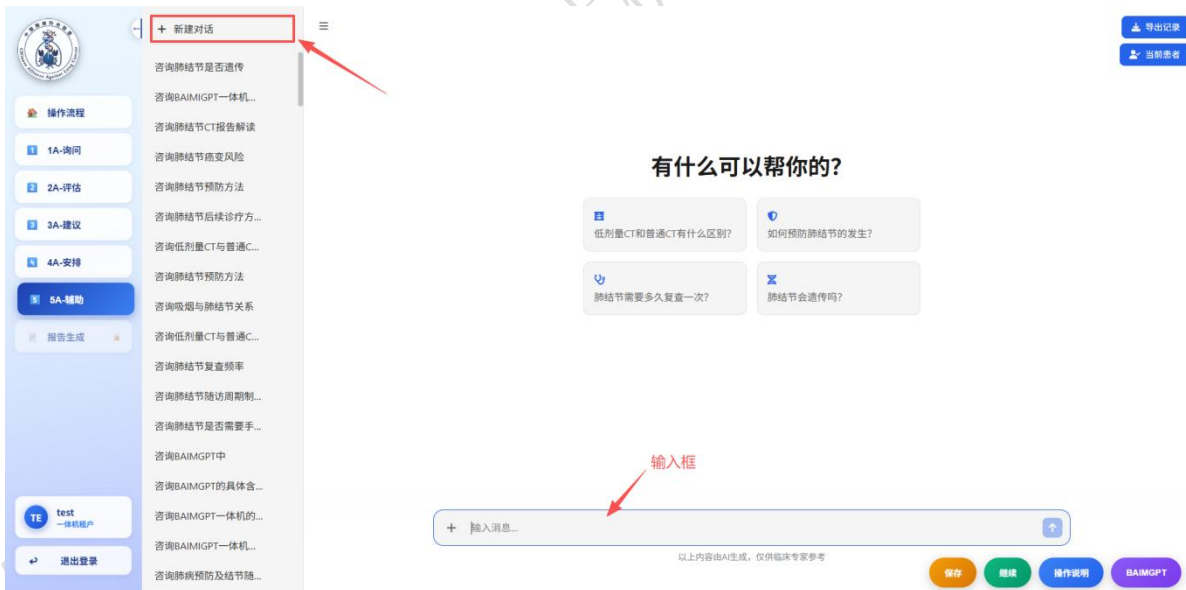 + 新建对话
咨询肺结节是否遗传
咨询BAIMIGPT一体机...
咨询肺结节CT报告解读
咨询肺结节癌变风险
咨询肺结节预防方法
咨询肺结节后续诊疗方...
咨询低剂量CT与普通C...
咨询肺结节预防方法
咨询吸烟与肺结节关系
咨询低剂量CT与普通C...
咨询肺结节复查频率
咨询肺结节随访周期制...
咨询肺结节是否需要手...
咨询BAIMGPT中
咨询BAIMGPT的具体含...
咨询BAIMGPT一体机的...
咨询BAIMIGPT一体机...
咨询肺病预防及结节随...
操作流程
1 1A-询问
2 2A-评估
3 3A-建议
4 4A-安排
5 5A-辅助
报告生成
TE test
一体机租户
退出登录
导出记录
当前患者
有什么可以帮你的?
低剂量CT和普通CT有什么区别?
如何预防肺结节的发生?
肺结节需要多久复查一次?
肺结节会遗传吗?
输入框
+ 输入消息...
以上内容由AI生成，仅供临床专家参考
保存
继续
操作说明
BAIMGPT